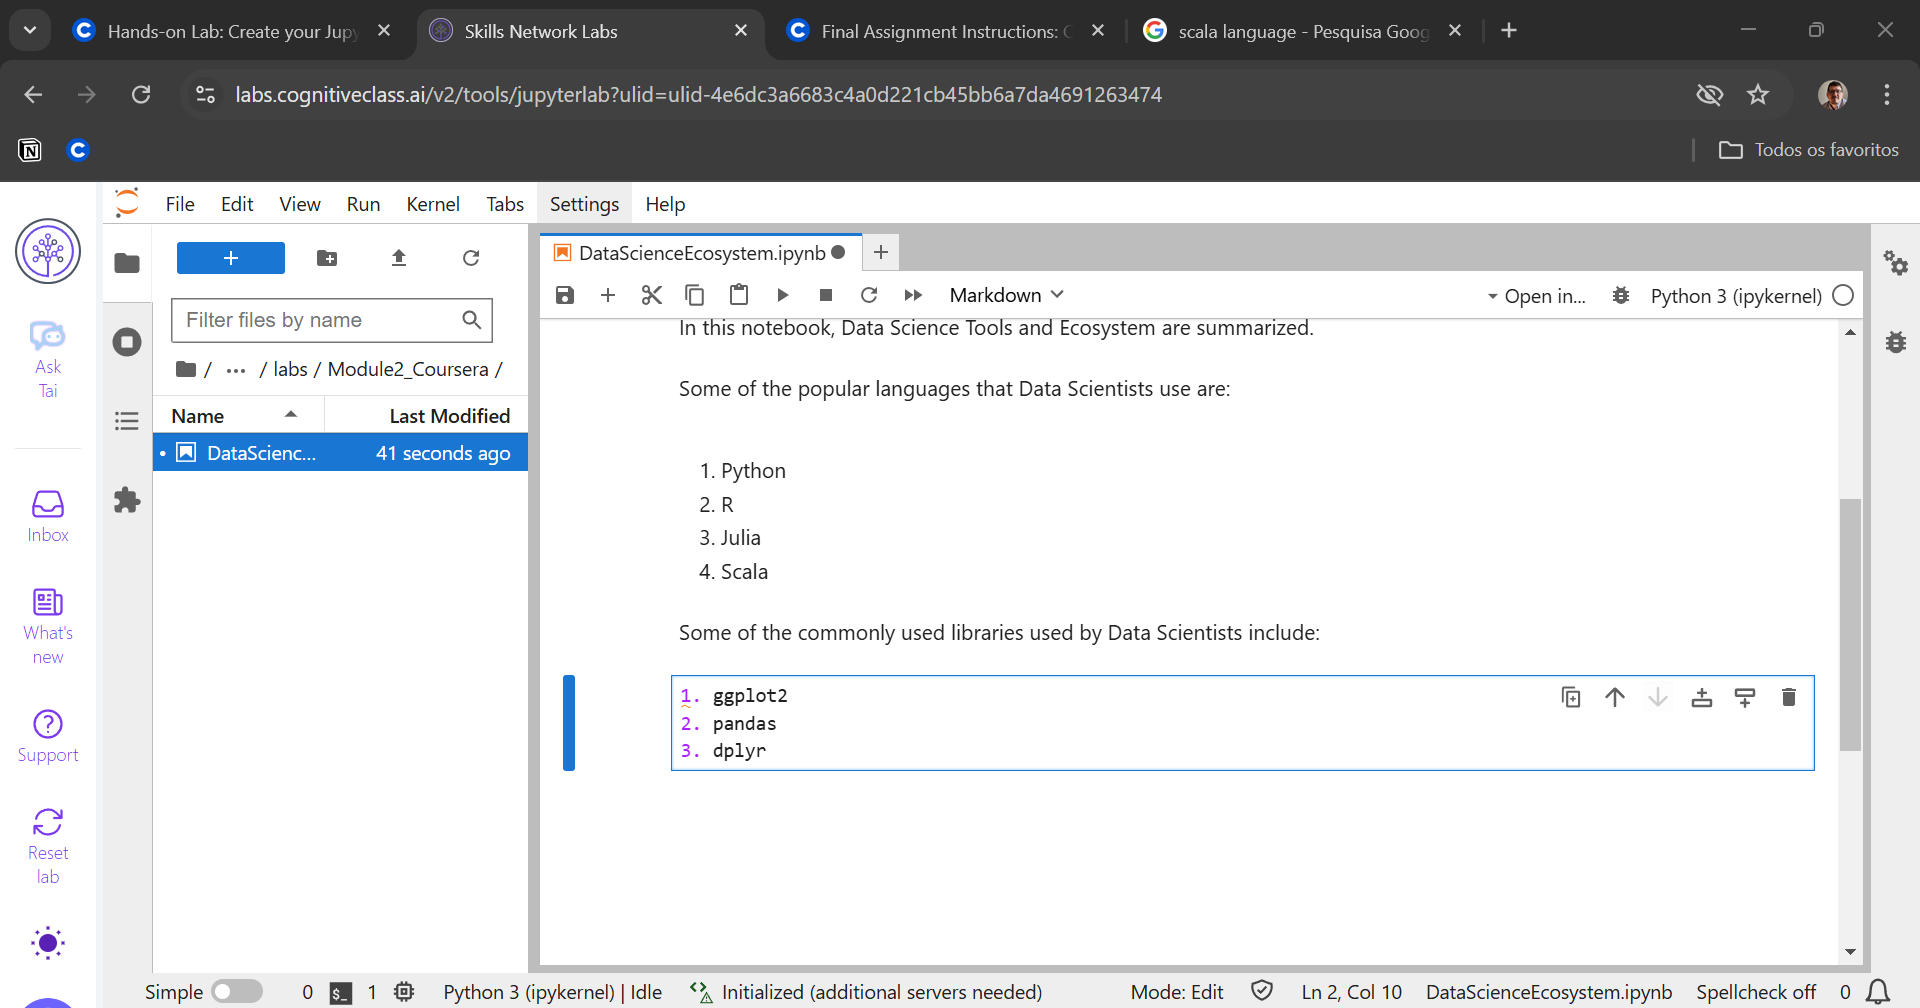 Hands-on Lab: Create your Jupy
Skills Network Labs
Final Assignment Instructions: C
scala language - Pesquisa Goog
labs.cognitiveclass.ai/v2/tools/jupyterlab?ulid=ulid-4e6dc3a6683c4a0d221cb45bb6a7da4691263474
Todos os favoritos
File Edit View Run Kernel Tabs Settings Help
Ask
Tai
Inbox
What's
new
Support
Reset
lab
Filter files by name
/ ... / labs / Module2_Coursera /
Name Last Modified
DataScienc... 41 seconds ago
DataScienceEcosystem.ipynb
Markdown
Open in...
Python 3 (ipykernel)
In this notebook, Data Science Tools and Ecosystem are summarized.
Some of the popular languages that Data Scientists use are:
1. Python
2. R
3. Julia
4. Scala
Some of the commonly used libraries used by Data Scientists include:
1. ggplot2
2. pandas
3. dplyr
Simple 0 $_ 1 Python 3 (ipykernel) | Idle Initialized (additional servers needed) Mode: Edit Ln 2, Col 10 DataScienceEcosystem.ipynb Spellcheck off 0